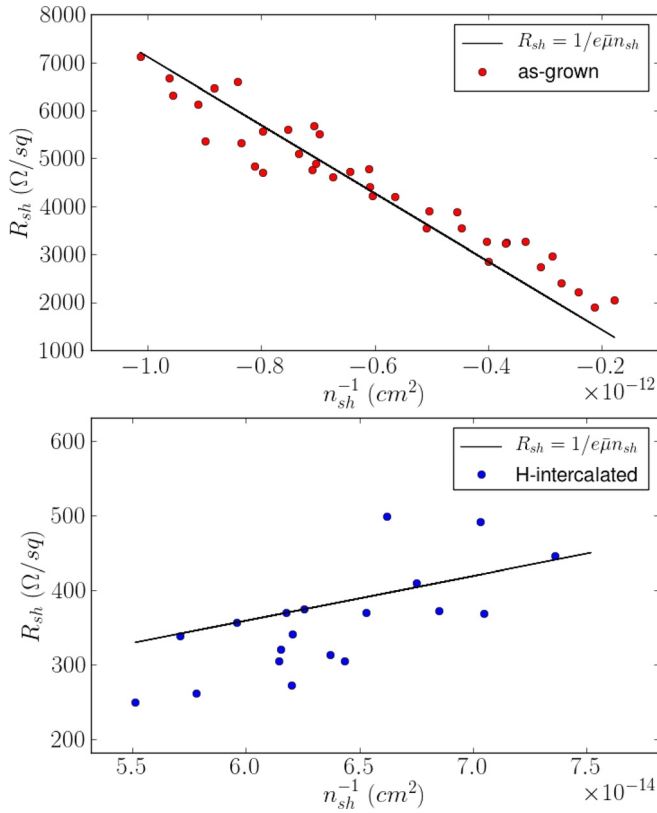 8000
7000
6000
5000
4000
3000
2000
1000
R_sh (Ω/sq)
R_sh = 1/eμ̄n_sh
as-grown
−1.0 −0.8 −0.6 −0.4 −0.2
n_sh^−1 (cm^2)
×10^−12
600
500
400
300
200
R_sh (Ω/sq)
R_sh = 1/eμ̄n_sh
H-intercalated
5.5 6.0 6.5 7.0 7.5
n_sh^−1 (cm^2)
×10^−14